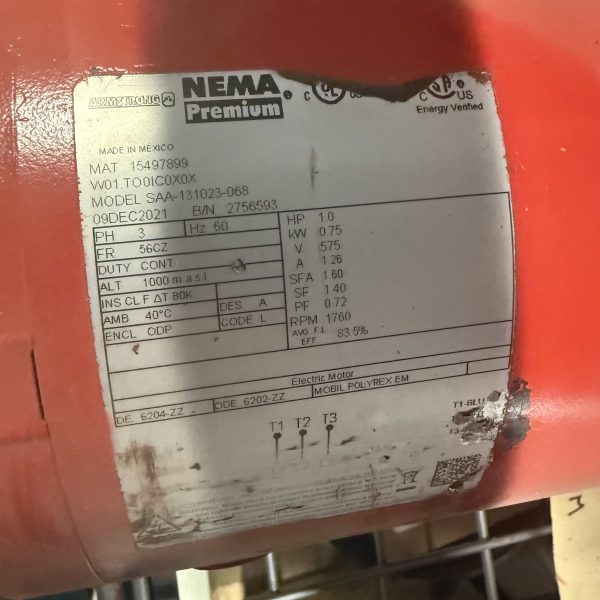 ARMSTRONG NEMA Premium C UL US C US
Energy Verified
MADE IN MÉXICO
MAT 15497899
W01.TO0IC0X0X
MODEL SAA-131023-068
09DEC2021 B/N 2756593
PH 3 Hz 60
FR 56CZ
DUTY CONT.
ALT 1000 m.a.s.l
INS CL F ΔT 80K
AMB 40°C DES A
ENCL ODP CODE L
HP 1.0
kW 0.75
V 575
A 1.26
SFA 1.60
SF 1.40
PF 0.72
RPM 1760
AVG F.L EFF 83.5%
Electric Motor
DE 6204-ZZ ODE 6202-ZZ MOBIL POLYREX EM
T1 T2 T3
T1-BLU